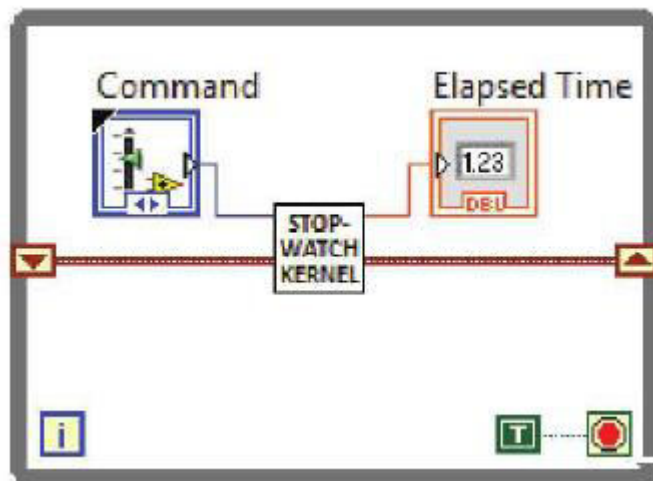 Command
Elapsed Time
1.23
DBL
STOP-
WATCH
KERNEL
i
T